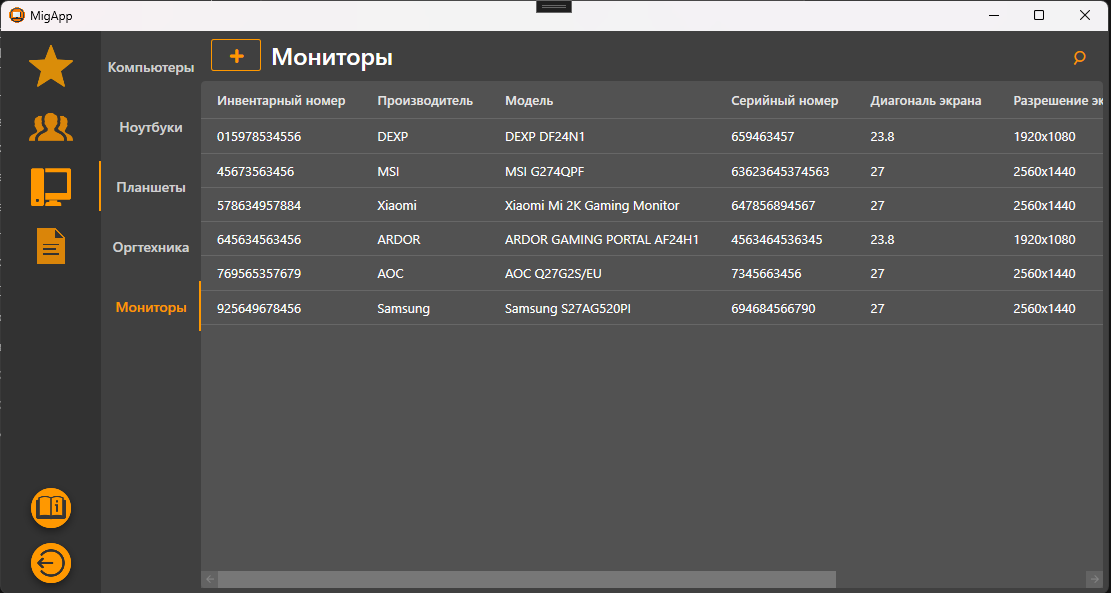 MigApp
Компьютеры
Ноутбуки
Планшеты
Оргтехника
Мониторы
+ Мониторы
Инвентарный номер Производитель Модель Серийный номер Диагональ экрана Разрешение эк
015978534556 DEXP DEXP DF24N1 659463457 23.8 1920x1080
45673563456 MSI MSI G274QPF 63623645374563 27 2560x1440
578634957884 Xiaomi Xiaomi Mi 2K Gaming Monitor 647856894567 27 2560x1440
645634563456 ARDOR ARDOR GAMING PORTAL AF24H1 4563464536345 23.8 1920x1080
769565357679 AOC AOC Q27G2S/EU 7345663456 27 2560x1440
925649678456 Samsung Samsung S27AG520PI 694684566790 27 2560x1440